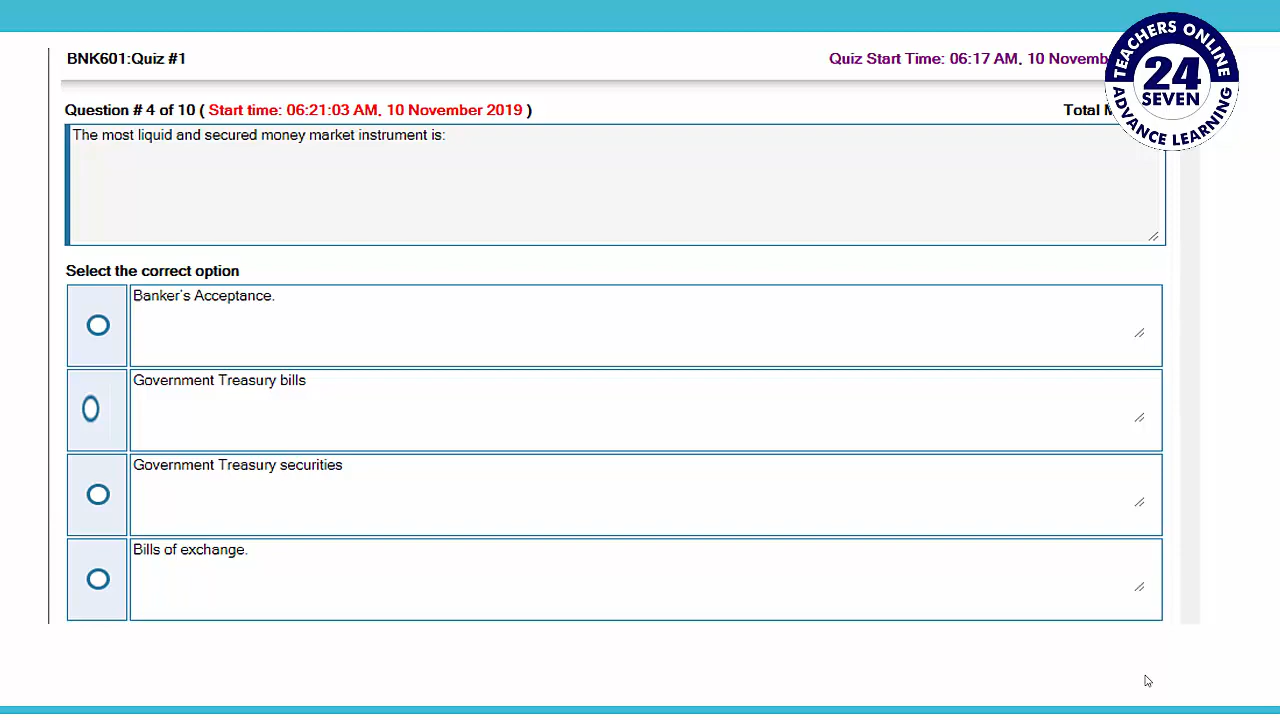 BNK601:Quiz #1
Quiz Start Time: 06:17 AM, 10 Novemb
TEACHERS ONLINE
24
SEVEN
ADVANCE LEARNING
Question # 4 of 10 ( Start time: 06:21:03 AM, 10 November 2019 )
Total
The most liquid and secured money market instrument is:
Select the correct option
Banker's Acceptance.
Government Treasury bills
Government Treasury securities
Bills of exchange.